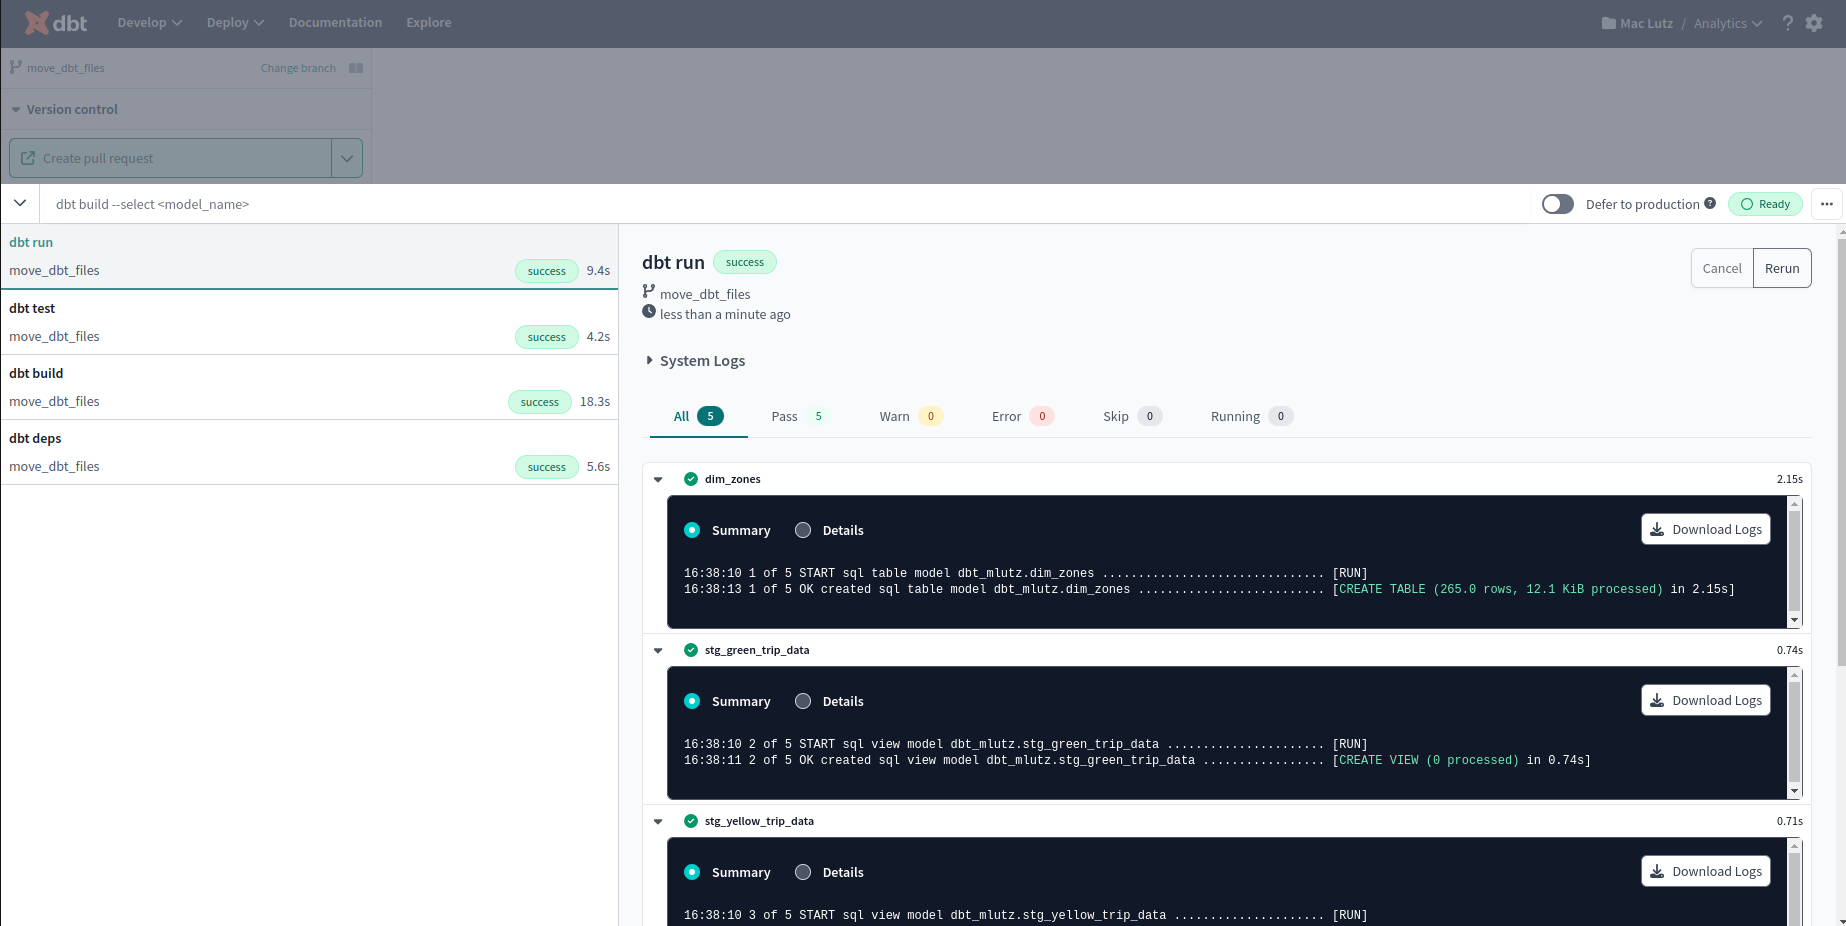 dbt Develop Deploy Documentation Explore Mac Lutz / Analytics ?
move_dbt_files Change branch
Version control
Create pull request
dbt build --select <model_name> Defer to production ? Ready ...
dbt run
move_dbt_files success 9.4s
dbt test
move_dbt_files success 4.2s
dbt build
move_dbt_files success 18.3s
dbt deps
move_dbt_files success 5.6s
dbt run success Cancel Rerun
move_dbt_files
less than a minute ago
System Logs
All 5 Pass 5 Warn 0 Error 0 Skip 0 Running 0
dim_zones 2.15s
Summary Details Download Logs
16:38:10 1 of 5 START sql table model dbt_mlutz.dim_zones ............................... [RUN]
16:38:13 1 of 5 OK created sql table model dbt_mlutz.dim_zones .......................... [CREATE TABLE (265.0 rows, 12.1 KiB processed) in 2.15s]
stg_green_trip_data 0.74s
Summary Details Download Logs
16:38:10 2 of 5 START sql view model dbt_mlutz.stg_green_trip_data ...................... [RUN]
16:38:11 2 of 5 OK created sql view model dbt_mlutz.stg_green_trip_data ................. [CREATE VIEW (0 processed) in 0.74s]
stg_yellow_trip_data 0.71s
Summary Details Download Logs
16:38:10 3 of 5 START sql view model dbt_mlutz.stg_yellow_trip_data ..................... [RUN]